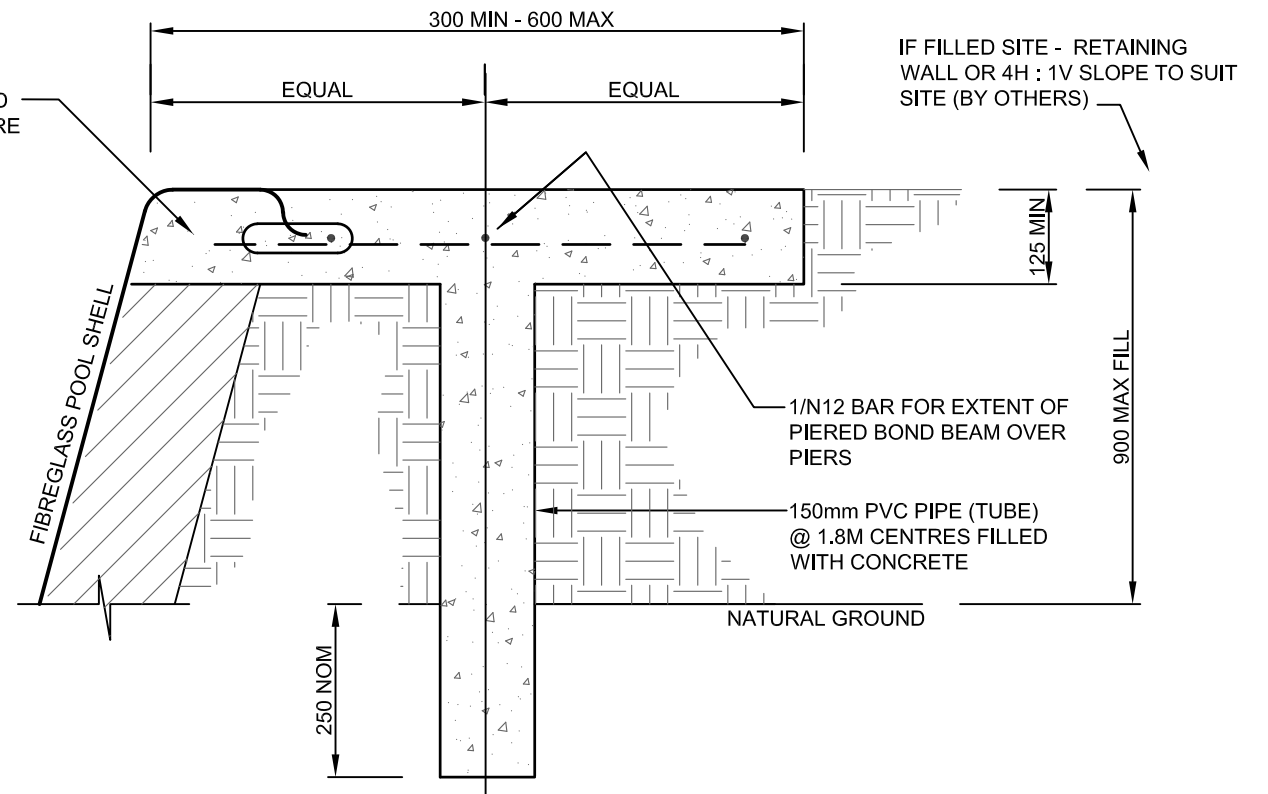 300 MIN - 600 MAX
IF FILLED SITE - RETAINING
WALL OR 4H : 1V SLOPE TO SUIT
SITE (BY OTHERS)
EQUAL
EQUAL
125 MIN
FIBREGLASS POOL SHELL
900 MAX FILL
1/N12 BAR FOR EXTENT OF
PIERED BOND BEAM OVER
PIERS
150mm PVC PIPE (TUBE)
@ 1.8M CENTRES FILLED
WITH CONCRETE
NATURAL GROUND
250 NOM